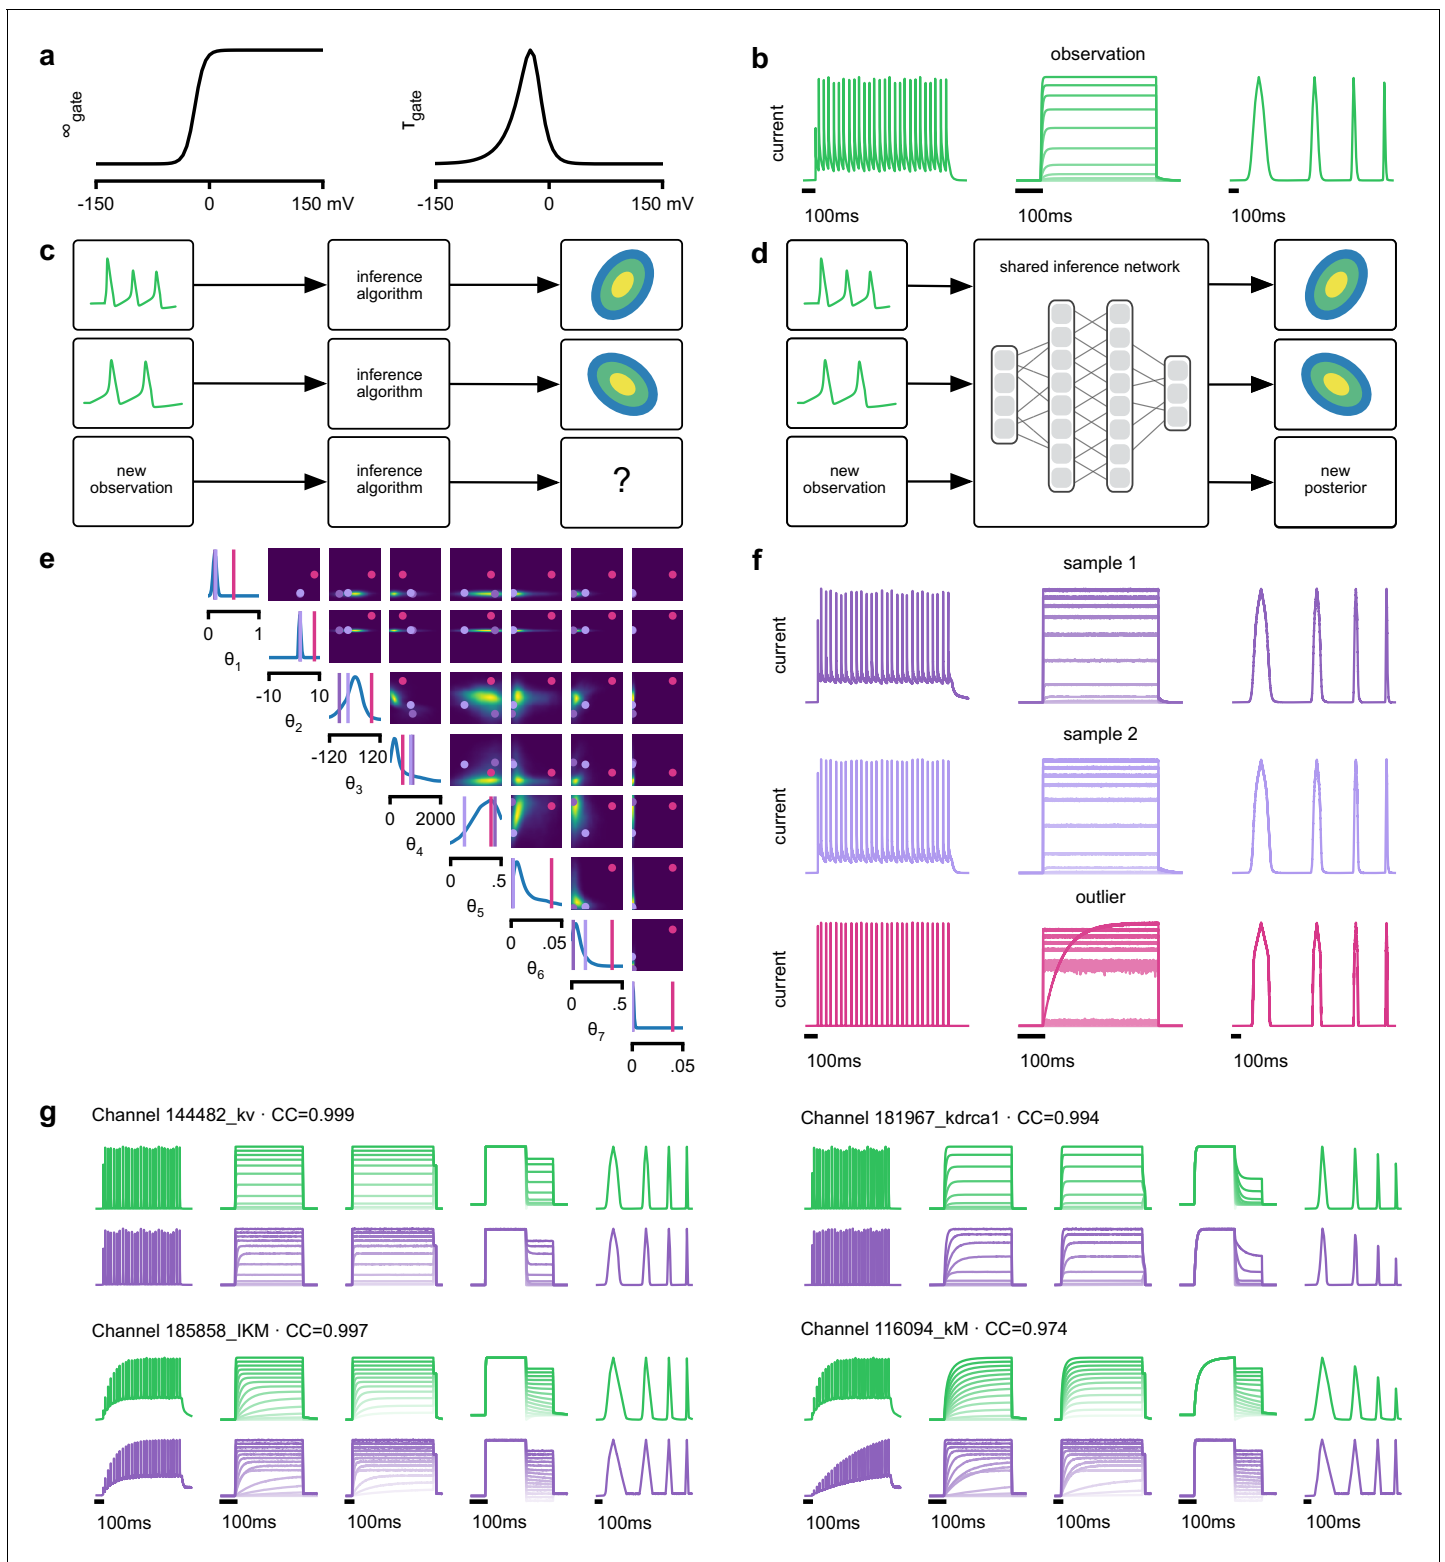 a
∞gate
-150
0
150 mV
τgate
-150
0
150 mV
b
observation
current
100ms
100ms
100ms
c
inference
algorithm
inference
algorithm
new
observation
inference
algorithm
?
d
shared inference network
new
observation
new
posterior
e
0
1
θ1
-10
10
θ2
-120
120
θ3
0
2000
θ4
0
.5
θ5
0
.05
θ6
0
.5
θ7
0
.05
f
sample 1
current
sample 2
current
outlier
current
100ms
100ms
100ms
g
Channel 144482_kv · CC=0.999
Channel 181967_kdrca1 · CC=0.994
Channel 185858_IKM · CC=0.997
Channel 116094_kM · CC=0.974
100ms
100ms
100ms
100ms
100ms
100ms
100ms
100ms
100ms
100ms